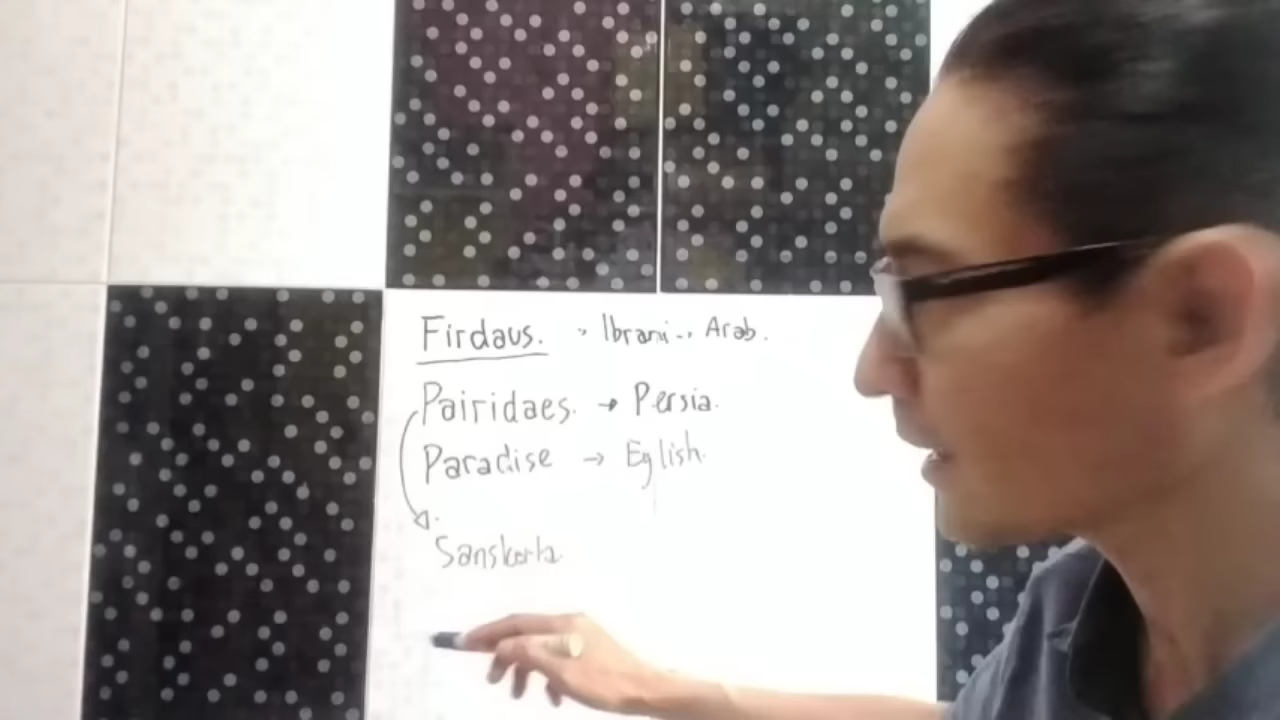 Firdaus. → Ibrani.. Arab.
Pairidaes. → Persia.
Paradise → Eglish.
Sanskerta.